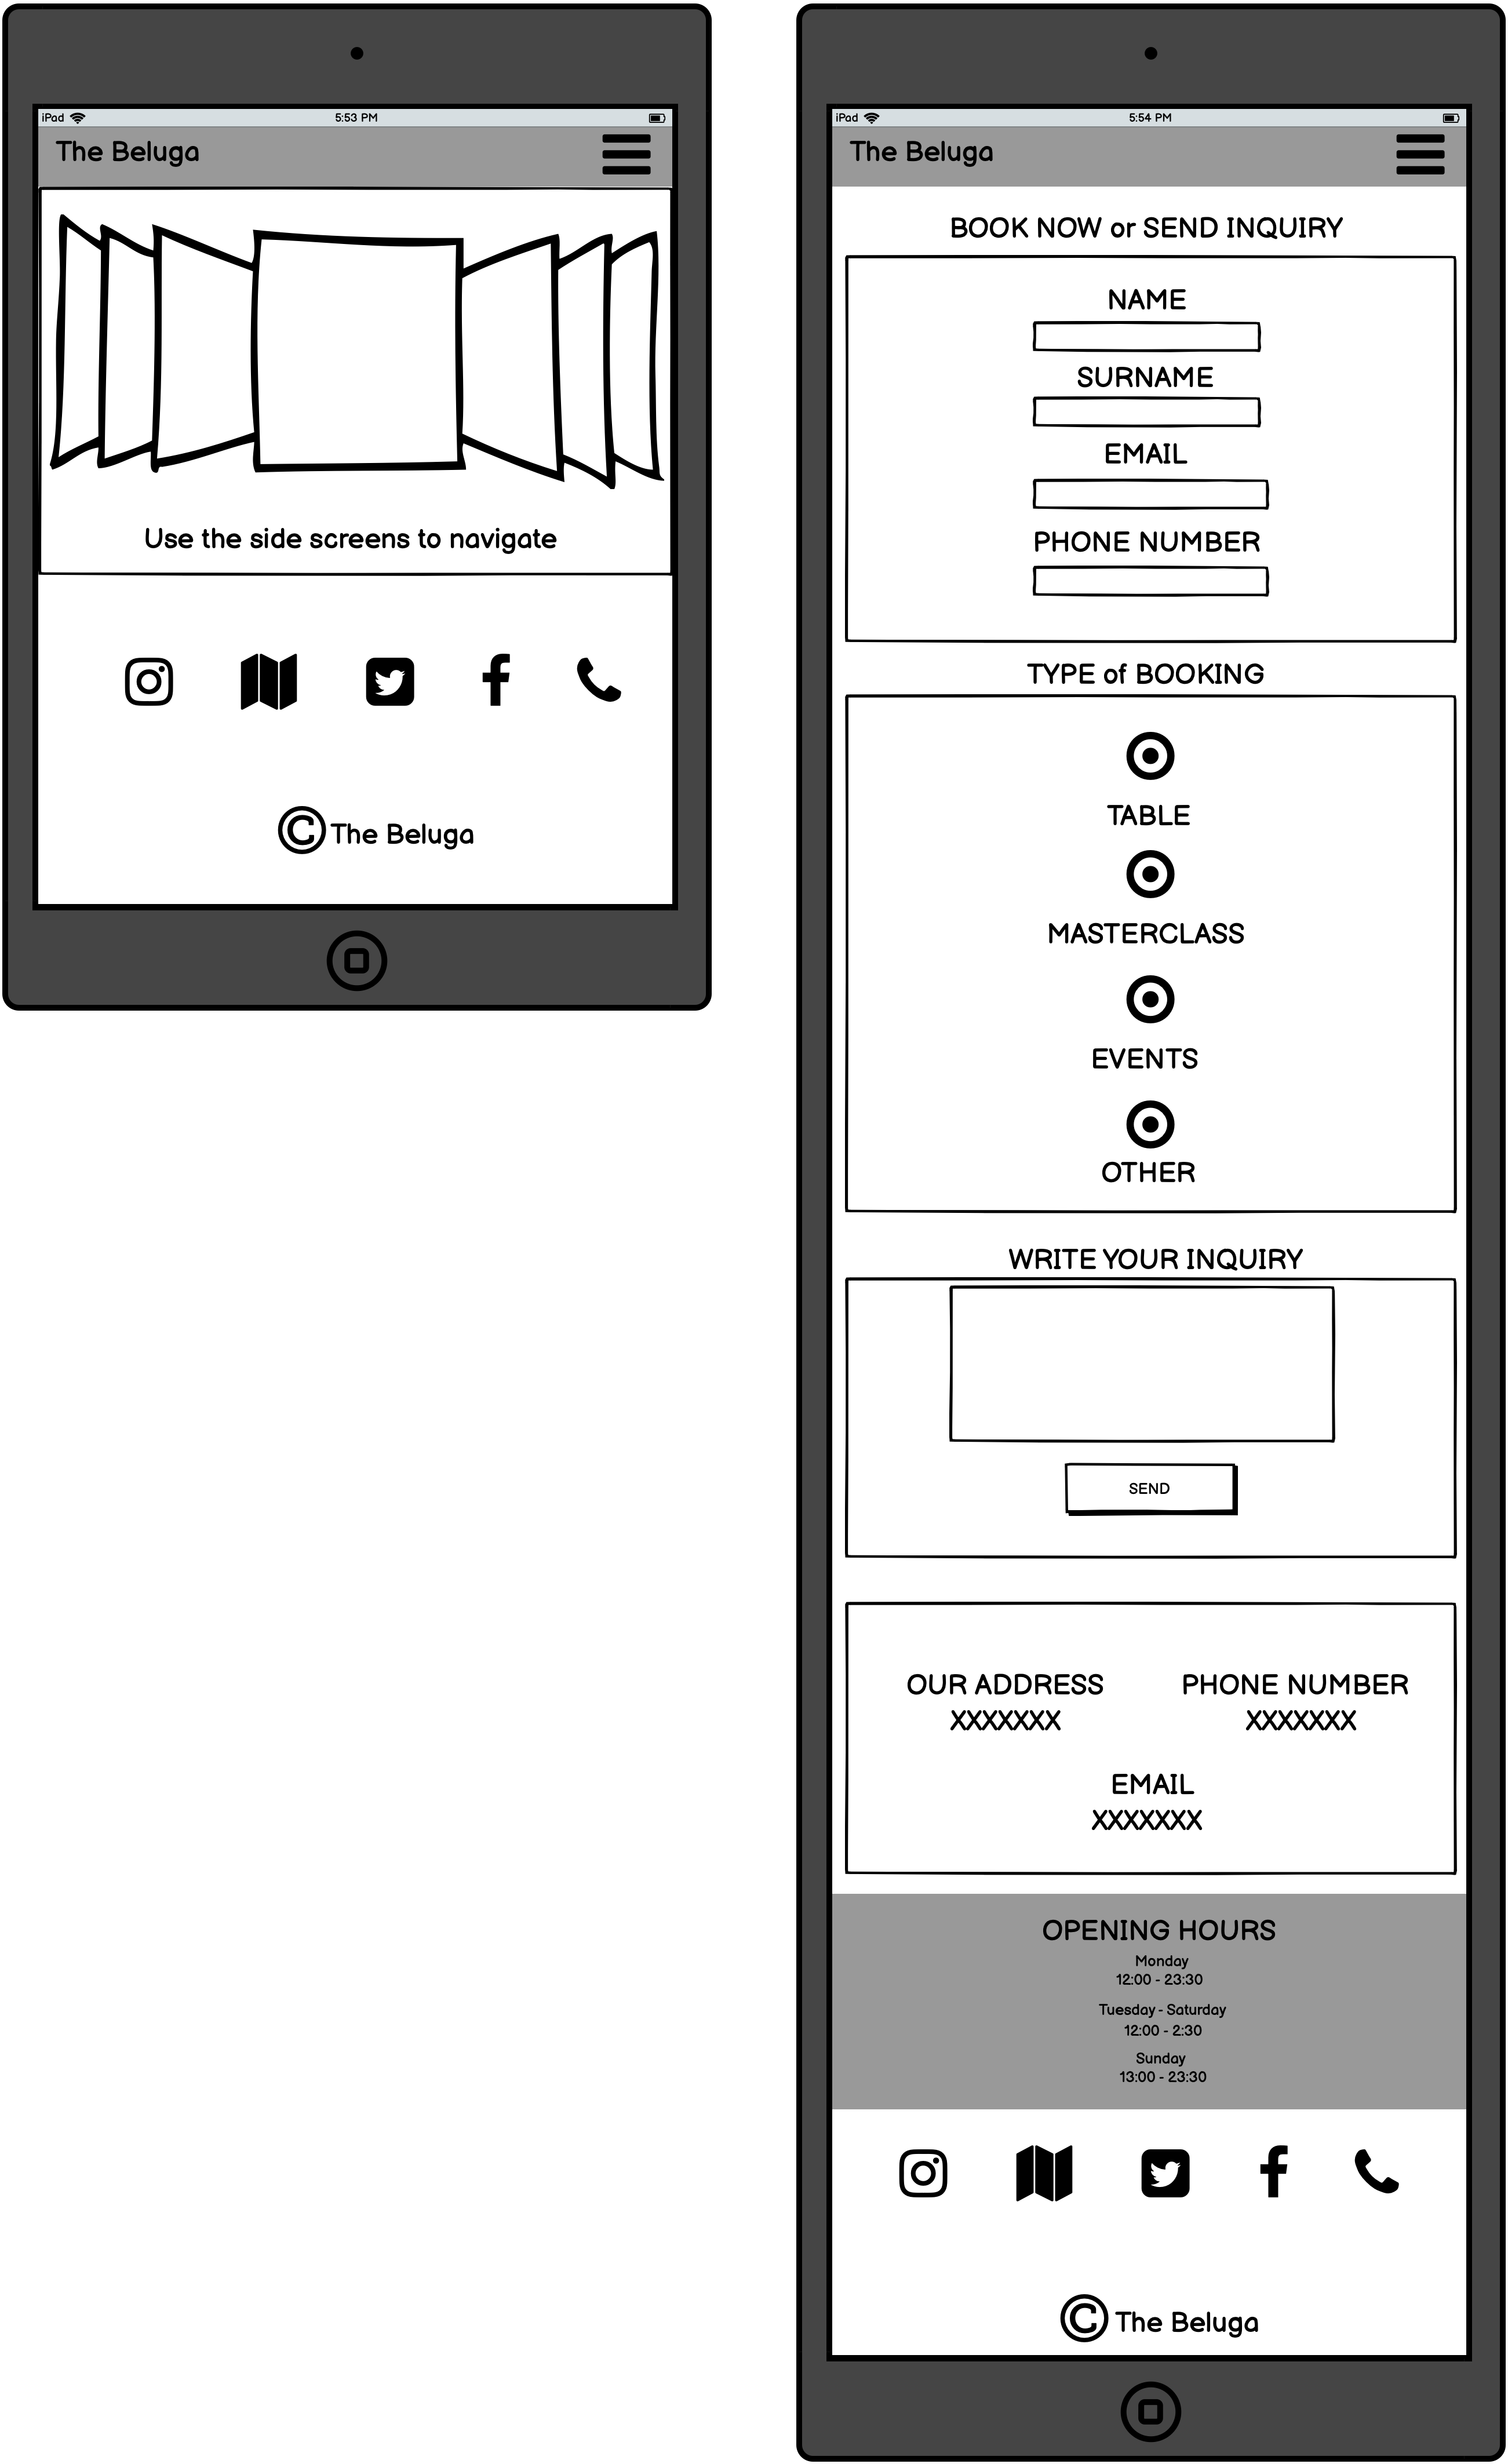 iPad 5:53 PM
The Beluga
Use the side screens to navigate
© The Beluga
iPad 5:54 PM
The Beluga
BOOK NOW or SEND INQUIRY
NAME
SURNAME
EMAIL
PHONE NUMBER
TYPE of BOOKING
TABLE
MASTERCLASS
EVENTS
OTHER
WRITE YOUR INQUIRY
SEND
OUR ADDRESS PHONE NUMBER
XXXXXXX XXXXXXX
EMAIL
XXXXXXX
OPENING HOURS
Monday
12:00 - 23:30
Tuesday - Saturday
12:00 - 2:30
Sunday
13:00 - 23:30
© The Beluga